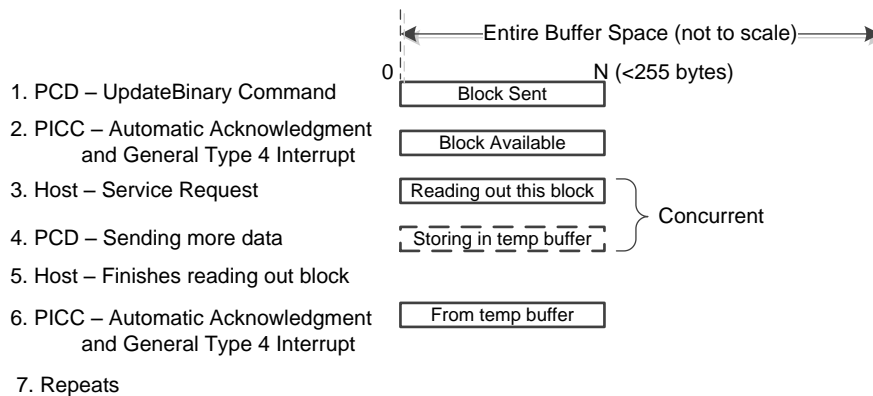 Entire Buffer Space (not to scale)
0 N (<255 bytes)
1. PCD – UpdateBinary Command Block Sent
2. PICC – Automatic Acknowledgment
and General Type 4 Interrupt Block Available
3. Host – Service Request Reading out this block
Concurrent
4. PCD – Sending more data Storing in temp buffer
5. Host – Finishes reading out block
6. PICC – Automatic Acknowledgment From temp buffer
and General Type 4 Interrupt
7. Repeats